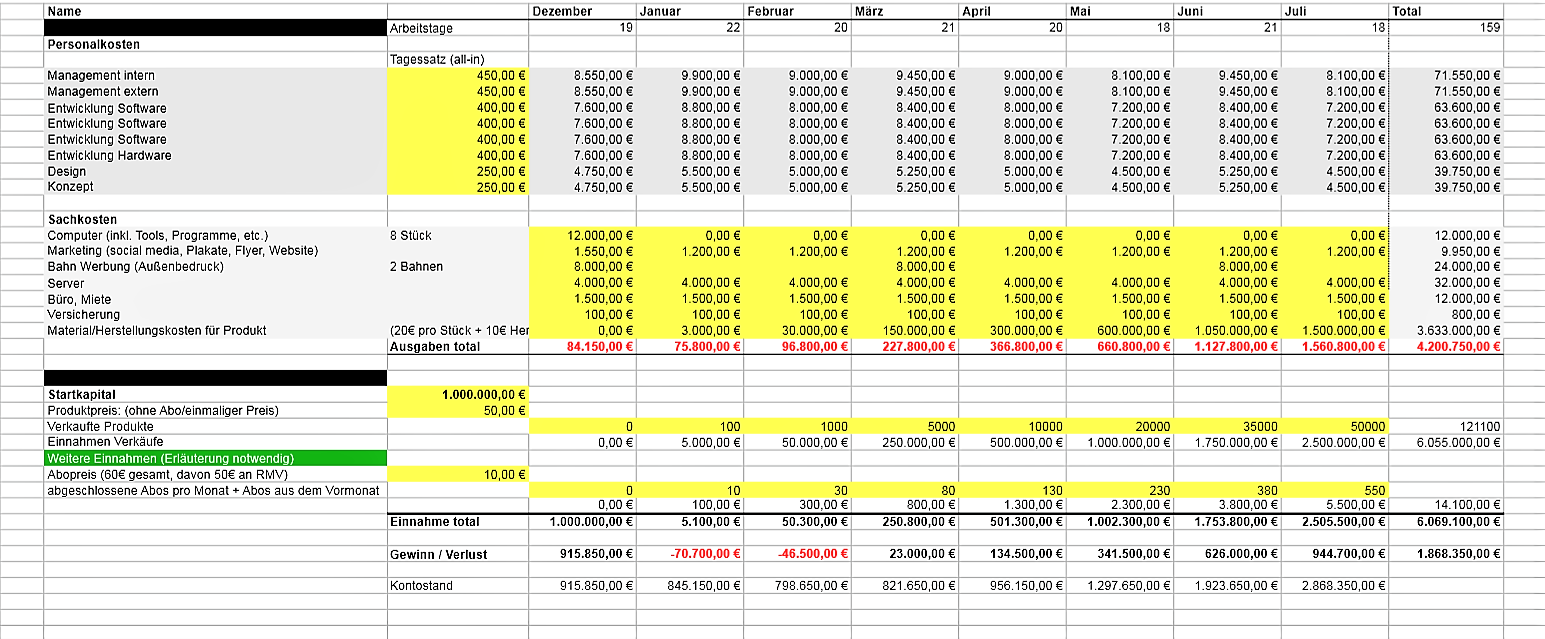 Name Dezember Januar Februar März April Mai Juni Juli Total
Arbeitstage 19 22 20 21 20 18 21 18 159
Personalkosten
Tagessatz (all-in)
Management intern 450,00 € 8.550,00 € 9.900,00 € 9.000,00 € 9.450,00 € 9.000,00 € 8.100,00 € 9.450,00 € 8.100,00 € 71.550,00 €
Management extern 450,00 € 8.550,00 € 9.900,00 € 9.000,00 € 9.450,00 € 9.000,00 € 8.100,00 € 9.450,00 € 8.100,00 € 71.550,00 €
Entwicklung Software 400,00 € 7.600,00 € 8.800,00 € 8.000,00 € 8.400,00 € 8.000,00 € 7.200,00 € 8.400,00 € 7.200,00 € 63.600,00 €
Entwicklung Software 400,00 € 7.600,00 € 8.800,00 € 8.000,00 € 8.400,00 € 8.000,00 € 7.200,00 € 8.400,00 € 7.200,00 € 63.600,00 €
Entwicklung Software 400,00 € 7.600,00 € 8.800,00 € 8.000,00 € 8.400,00 € 8.000,00 € 7.200,00 € 8.400,00 € 7.200,00 € 63.600,00 €
Entwicklung Hardware 400,00 € 7.600,00 € 8.800,00 € 8.000,00 € 8.400,00 € 8.000,00 € 7.200,00 € 8.400,00 € 7.200,00 € 63.600,00 €
Design 250,00 € 4.750,00 € 5.500,00 € 5.000,00 € 5.250,00 € 5.000,00 € 4.500,00 € 5.250,00 € 4.500,00 € 39.750,00 €
Konzept 250,00 € 4.750,00 € 5.500,00 € 5.000,00 € 5.250,00 € 5.000,00 € 4.500,00 € 5.250,00 € 4.500,00 € 39.750,00 €
Sachkosten
Computer (inkl. Tools, Programme, etc.) 8 Stück 12.000,00 € 0,00 € 0,00 € 0,00 € 0,00 € 0,00 € 0,00 € 0,00 € 12.000,00 €
Marketing (social media, Plakate, Flyer, Website) 1.550,00 € 1.200,00 € 1.200,00 € 1.200,00 € 1.200,00 € 1.200,00 € 1.200,00 € 1.200,00 € 9.950,00 €
Bahn Werbung (Außenbedruck) 2 Bahnen 8.000,00 € 8.000,00 € 8.000,00 € 24.000,00 €
Server 4.000,00 € 4.000,00 € 4.000,00 € 4.000,00 € 4.000,00 € 4.000,00 € 4.000,00 € 4.000,00 € 32.000,00 €
Büro, Miete 1.500,00 € 1.500,00 € 1.500,00 € 1.500,00 € 1.500,00 € 1.500,00 € 1.500,00 € 1.500,00 € 12.000,00 €
Versicherung 100,00 € 100,00 € 100,00 € 100,00 € 100,00 € 100,00 € 100,00 € 100,00 € 800,00 €
Material/Herstellungskosten für Produkt (20€ pro Stück + 10€ Her 0,00 € 3.000,00 € 30.000,00 € 150.000,00 € 300.000,00 € 600.000,00 € 1.050.000,00 € 1.500.000,00 € 3.633.000,00 €
Ausgaben total 84.150,00 € 75.800,00 € 96.800,00 € 227.800,00 € 366.800,00 € 660.800,00 € 1.127.800,00 € 1.560.800,00 € 4.200.750,00 €
Startkapital 1.000.000,00 €
Produktpreis: (ohne Abo/einmaliger Preis) 50,00 €
Verkaufte Produkte 0 100 1000 5000 10000 20000 35000 50000 121100
Einnahmen Verkäufe 0,00 € 5.000,00 € 50.000,00 € 250.000,00 € 500.000,00 € 1.000.000,00 € 1.750.000,00 € 2.500.000,00 € 6.055.000,00 €
Weitere Einnahmen (Erläuterung notwendig)
Abopreis (60€ gesamt, davon 50€ an RMV) 10,00 €
abgeschlossene Abos pro Monat + Abos aus dem Vormonat 0 10 30 80 130 230 380 550
0,00 € 100,00 € 300,00 € 800,00 € 1.300,00 € 2.300,00 € 3.800,00 € 5.500,00 € 14.100,00 €
Einnahme total 1.000.000,00 € 5.100,00 € 50.300,00 € 250.800,00 € 501.300,00 € 1.002.300,00 € 1.753.800,00 € 2.505.500,00 € 6.069.100,00 €
Gewinn / Verlust 915.850,00 € -70.700,00 € -46.500,00 € 23.000,00 € 134.500,00 € 341.500,00 € 626.000,00 € 944.700,00 € 1.868.350,00 €
Kontostand 915.850,00 € 845.150,00 € 798.650,00 € 821.650,00 € 956.150,00 € 1.297.650,00 € 1.923.650,00 € 2.868.350,00 €